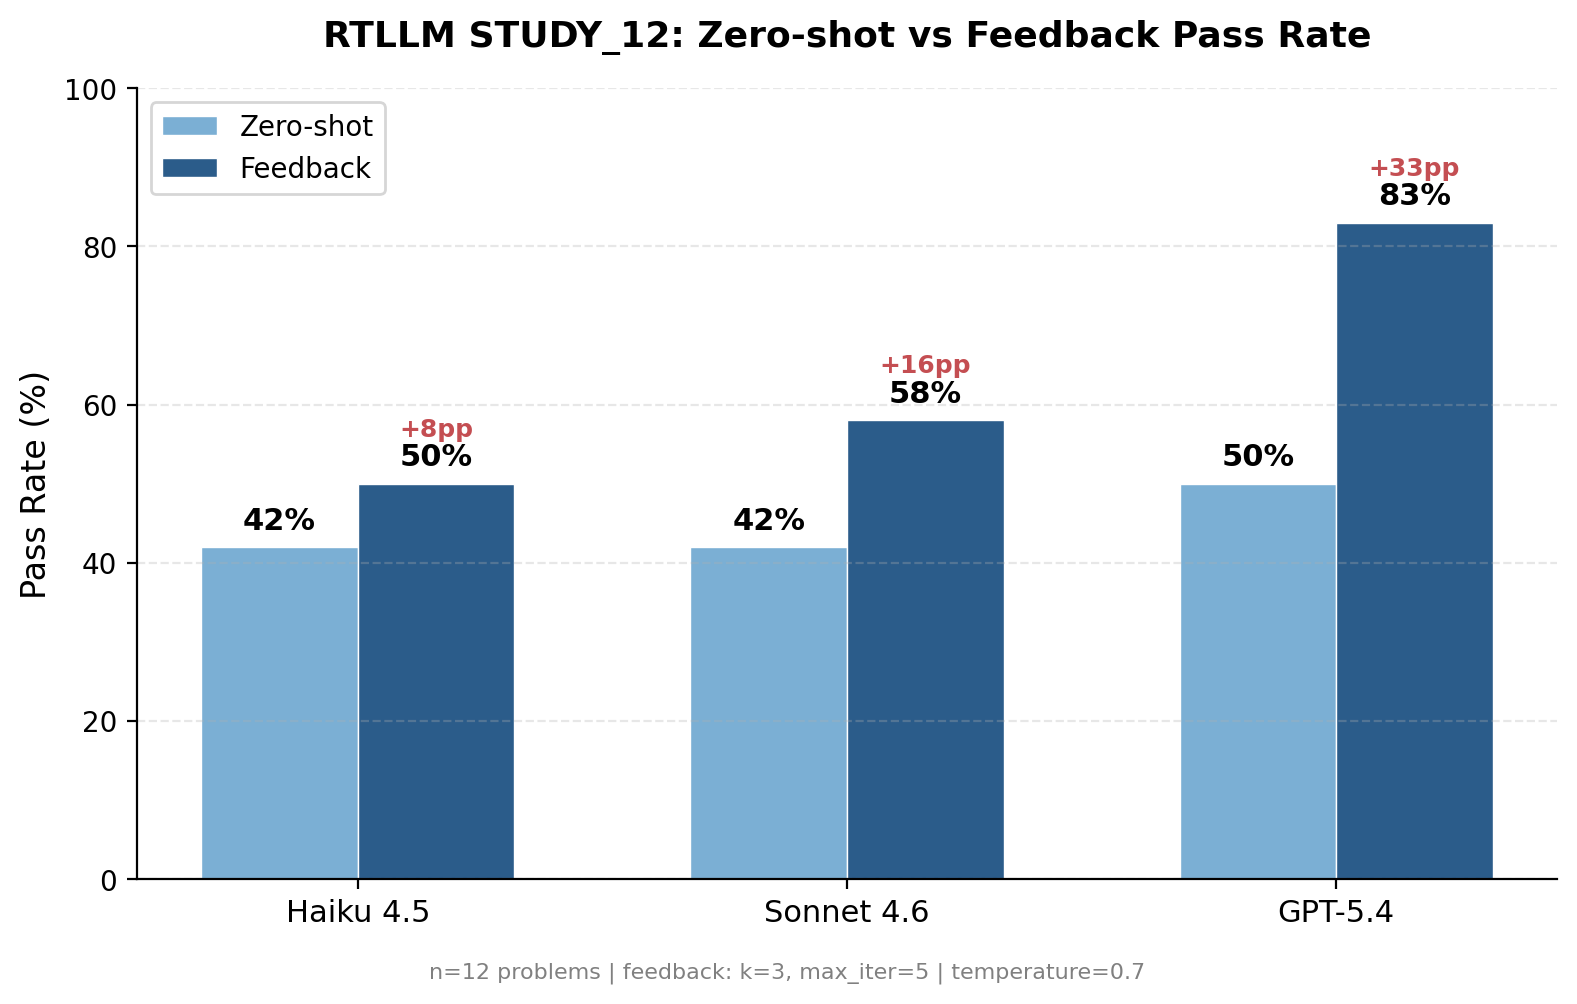 RTLLM STUDY_12: Zero-shot vs Feedback Pass Rate
Zero-shot
Feedback
Pass Rate (%)
100
80
60
40
20
0
42%
+8pp
50%
42%
+16pp
58%
50%
+33pp
83%
Haiku 4.5
Sonnet 4.6
GPT-5.4
n=12 problems | feedback: k=3, max_iter=5 | temperature=0.7